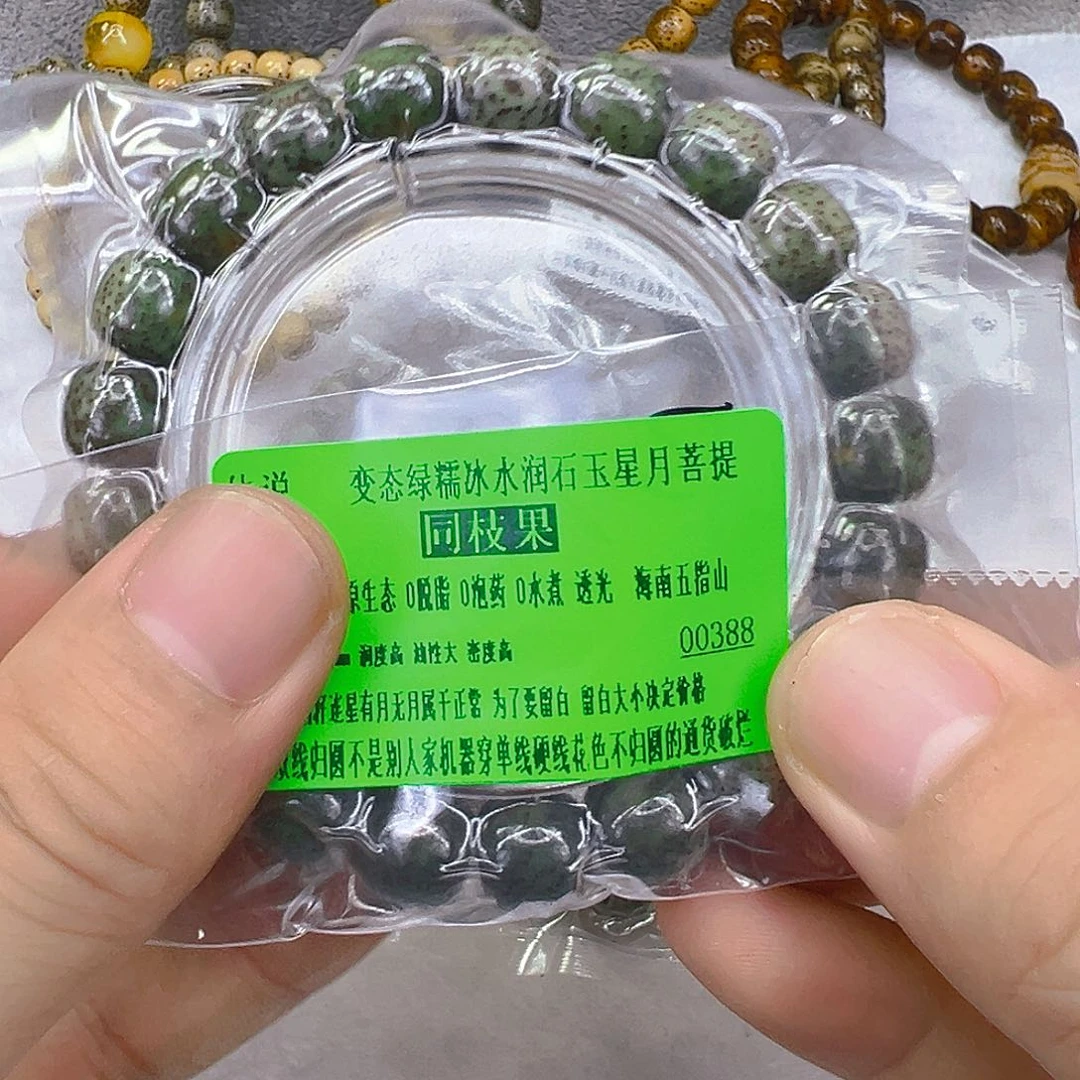 说 变态绿糯冰水润石玉星月菩提
同枝果
原生态 0脱脂 0泡药 0水煮 透光 海南五指山
润度高 油性大 密度高 00388
连星有月无月属于正常 为了要留白 留白大小决定价格
线归圆不是别人家机器穿单线硬线花色不归圆的通货破烂